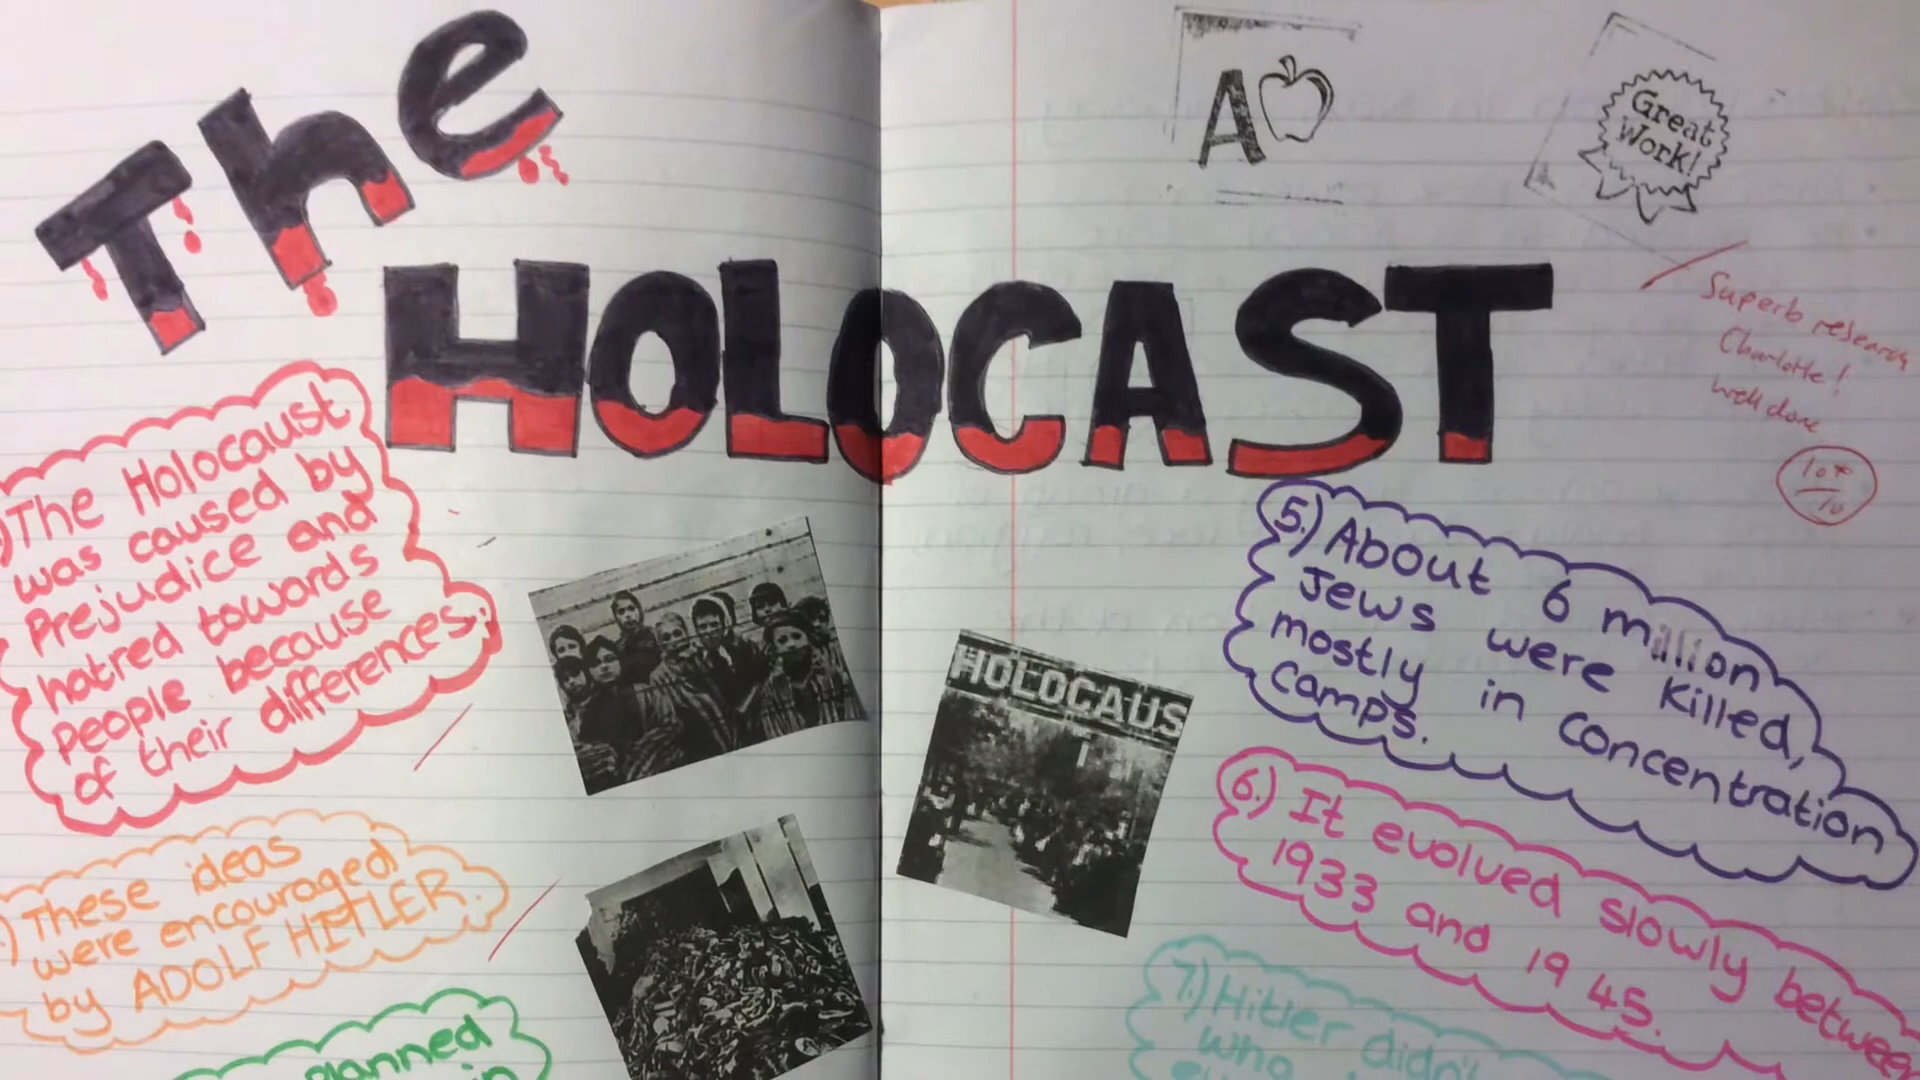 The
HOLOCAST
A
Great
Work!
Superb research
Charlotte!
well done
10*
10
)The Holocaust
was caused by
Prejudice and
hatred towards
people because
of their differences.
.) These ideas
were encouraged
by ADOLF HITLER.
Planned
in
HOLOCAUS
5.) About 6 million
Jews were killed,
mostly in concentration
camps.
6.) It evolved slowly between
1933 and 1945.
7.) Hitler didn't
who